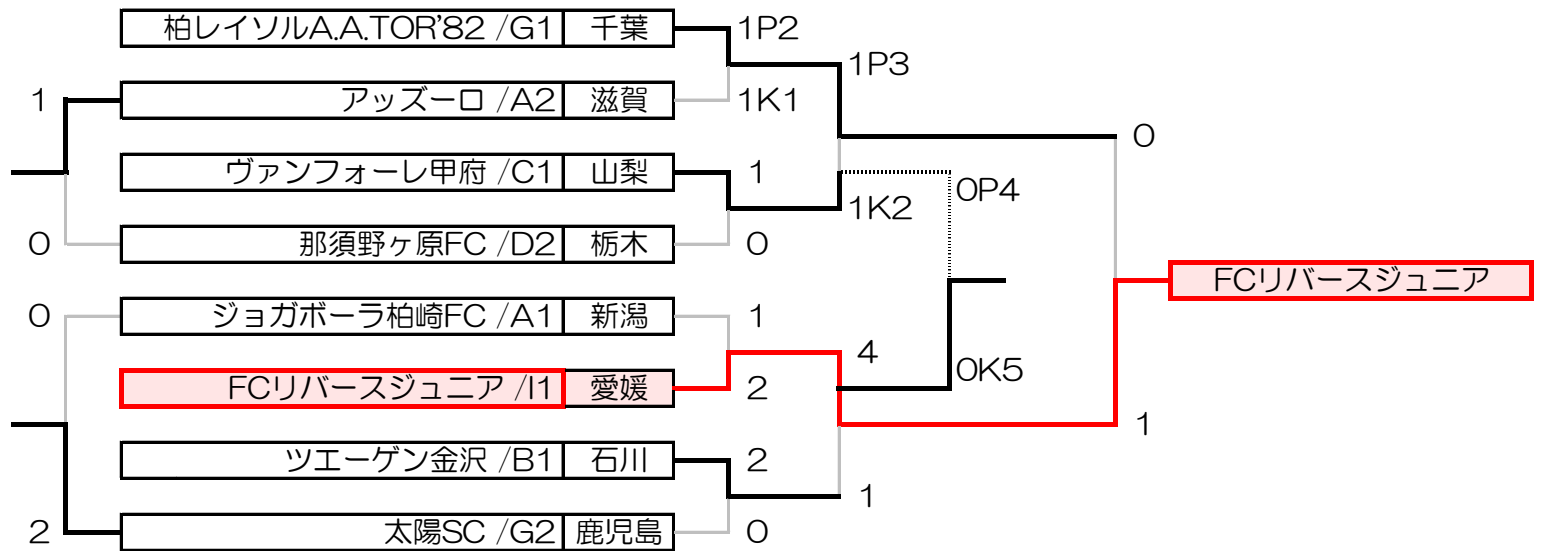 柏レイソルA.A.TOR'82 /G1 千葉 1P2
1P3
1 アッズーロ /A2 滋賀 1K1
0
ヴァンフォーレ甲府 /C1 山梨 1
0P4
1K2
0 那須野ヶ原FC /D2 栃木 0
FCリバースジュニア
0 ジョガボーラ柏崎FC /A1 新潟 1
4
0K5
FCリバースジュニア /I1 愛媛 2
1
ツエーゲン金沢 /B1 石川 2
1
2 太陽SC /G2 鹿児島 0